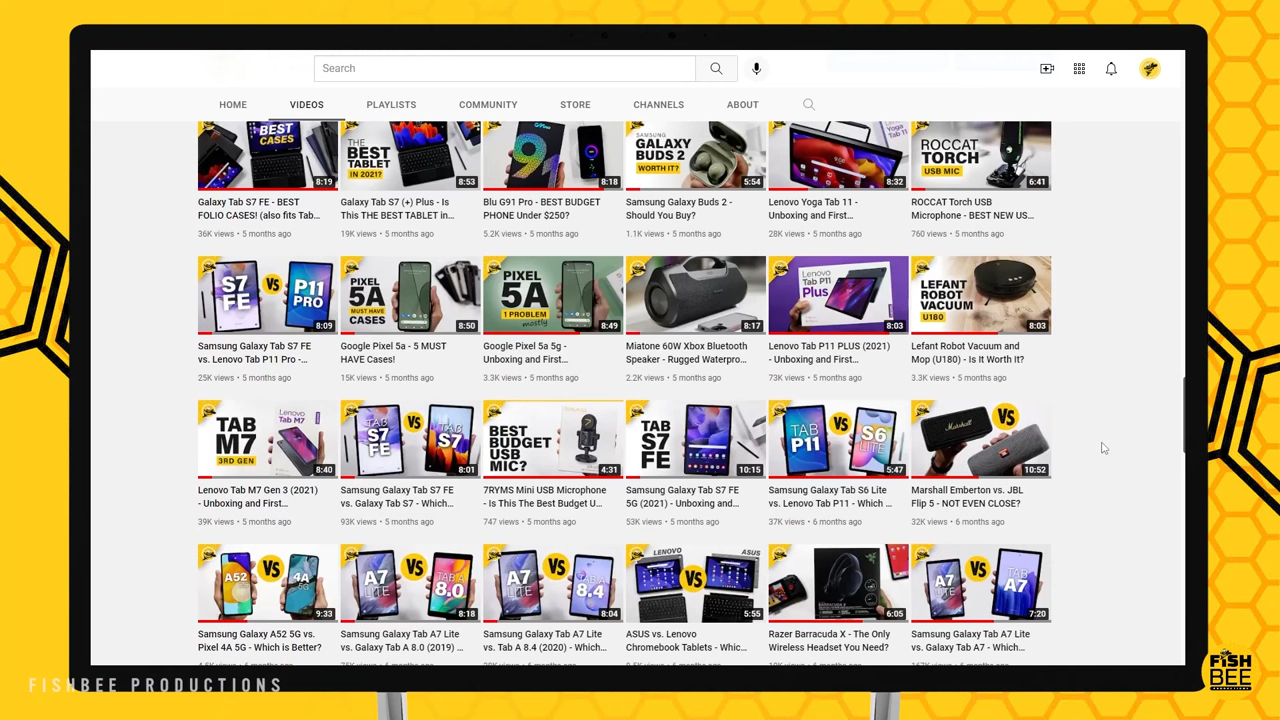 Search
HOME
VIDEOS
PLAYLISTS
COMMUNITY
STORE
CHANNELS
ABOUT
BEST
CASES
8:19
THE
BEST
TABLET
IN 2021?
8:53
8:18
SAMSUNG
GALAXY
BUDS 2
WORTH IT?
5:54
Yoga
Tab 11
8:32
ROCCAT
TORCH
USB MIC
6:41
Galaxy Tab S7 FE - BEST
FOLIO CASES! (also fits Tab...
36K views • 5 months ago
Galaxy Tab S7 (+) Plus - Is
This THE BEST TABLET in...
19K views • 5 months ago
Blu G91 Pro - BEST BUDGET
PHONE Under $250?
5.2K views • 5 months ago
Samsung Galaxy Buds 2 -
Should You Buy?
1.1K views • 5 months ago
Lenovo Yoga Tab 11 -
Unboxing and First...
28K views • 5 months ago
ROCCAT Torch USB
Microphone - BEST NEW US...
760 views • 5 months ago
S7
FE
VS
P11
PRO
8:09
PIXEL
5A
MUST HAVE
CASES
8:50
PIXEL
5A
1 PROBLEM
mostly
8:49
8:17
Lenovo
Tab P11
Plus
8:03
LEFANT
ROBOT
VACUUM
U180
8:03
Samsung Galaxy Tab S7 FE
vs. Lenovo Tab P11 Pro -...
25K views • 5 months ago
Google Pixel 5a - 5 MUST
HAVE Cases!
15K views • 5 months ago
Google Pixel 5a 5g -
Unboxing and First...
3.3K views • 5 months ago
Miatone 60W Xbox Bluetooth
Speaker - Rugged Waterpro...
2.2K views • 5 months ago
Lenovo Tab P11 PLUS (2021)
- Unboxing and First...
73K views • 5 months ago
Lefant Robot Vacuum and
Mop (U180) - Is It Worth It?
3.3K views • 5 months ago
TAB
M7
3RD GEN
Lenovo
Tab M7
8:40
TAB
S7
FE
VS
TAB
S7
8:01
BEST
BUDGET
USB
MIC?
4:31
TAB
S7
FE
10:15
TAB
P11
VS
S6
LITE
5:47
Marshall
VS
10:52
Lenovo Tab M7 Gen 3 (2021)
- Unboxing and First...
39K views • 5 months ago
Samsung Galaxy Tab S7 FE
vs. Galaxy Tab S7 - Which...
93K views • 5 months ago
7RYMS Mini USB Microphone
- Is This The Best Budget U...
747 views • 5 months ago
Samsung Galaxy Tab S7 FE
5G (2021) - Unboxing and...
53K views • 5 months ago
Samsung Galaxy Tab S6 Lite
vs. Lenovo Tab P11 - Which ...
37K views • 6 months ago
Marshall Emberton vs. JBL
Flip 5 - NOT EVEN CLOSE?
32K views • 6 months ago
A52
VS
4A
9:33
A7
LITE
VS
TAB A
8.0
8:18
A7
LITE
VS
TAB A
8.4
8:04
LENOVO
VS
ASUS
5:55
6:05
A7
LITE
VS
TAB
A7
7:20
Samsung Galaxy A52 5G vs.
Pixel 4A 5G - Which is Better?
Samsung Galaxy Tab A7 Lite
vs. Galaxy Tab A 8.0 (2019) ...
Samsung Galaxy Tab A7 Lite
vs. Tab A 8.4 (2020) - Which...
ASUS vs. Lenovo
Chromebook Tablets - Whic...
Razer Barracuda X - The Only
Wireless Headset You Need?
Samsung Galaxy Tab A7 Lite
vs. Galaxy Tab A7 - Which...
FISHBEE PRODUCTIONS
FISH
BEE